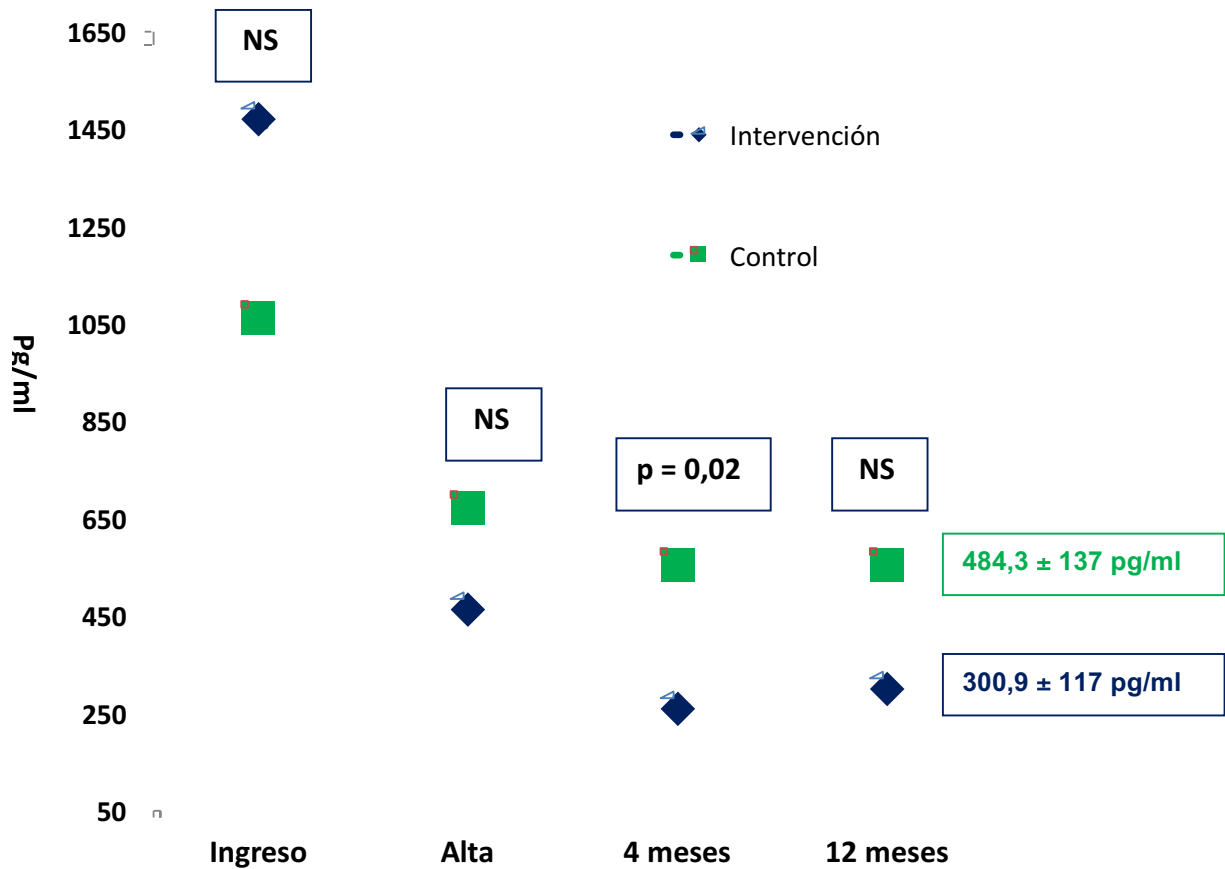 1650
NS
1450
Intervención
1250
Control
1050
Pg/ml
850
NS
p = 0,02
NS
650
484,3 ± 137 pg/ml
450
300,9 ± 117 pg/ml
250
50
Ingreso
Alta
4 meses
12 meses